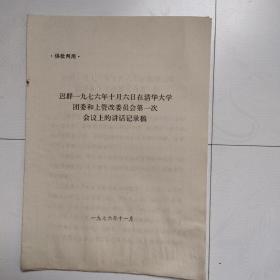 ·供批判用·
迟群一九七六年十月六日在清华大学
团委和上管改委员会第一次
会议上的讲话记录稿
一九七六年十一月